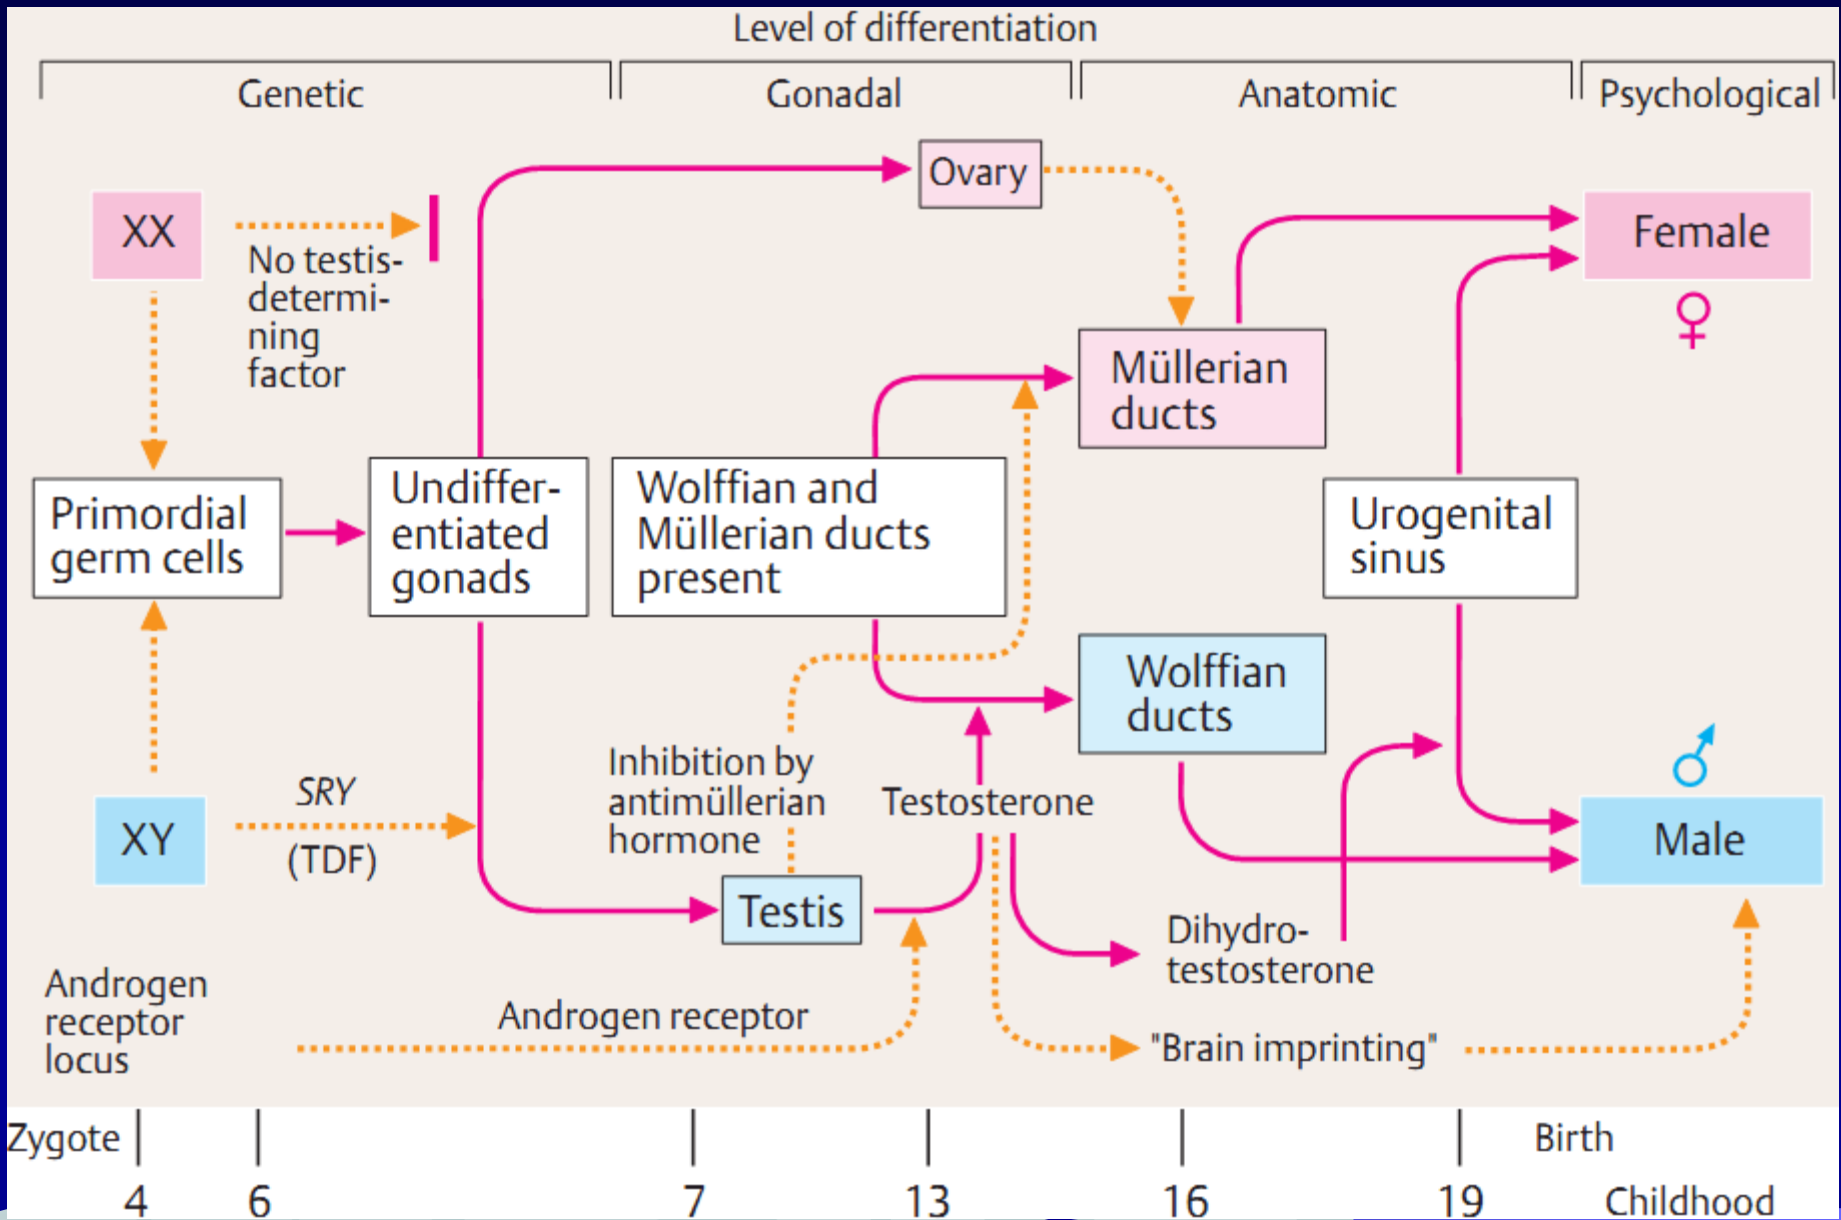 Level of differentiation
Genetic
Gonadal
Anatomic
Psychological
Ovary
XX
No testis-
determi-
ning
factor
Female
♀
Müllerian
ducts
Primordial
germ cells
Undiffer-
entiated
gonads
Wolffian and
Müllerian ducts
present
Urogenital
sinus
Wolffian
ducts
XY
SRY
(TDF)
Inhibition by
antimüllerian
hormone
Testosterone
♂
Male
Testis
Dihydro-
testosterone
Androgen
receptor
locus
Androgen receptor
"Brain imprinting"
Zygote
Birth
4
6
7
13
16
19
Childhood